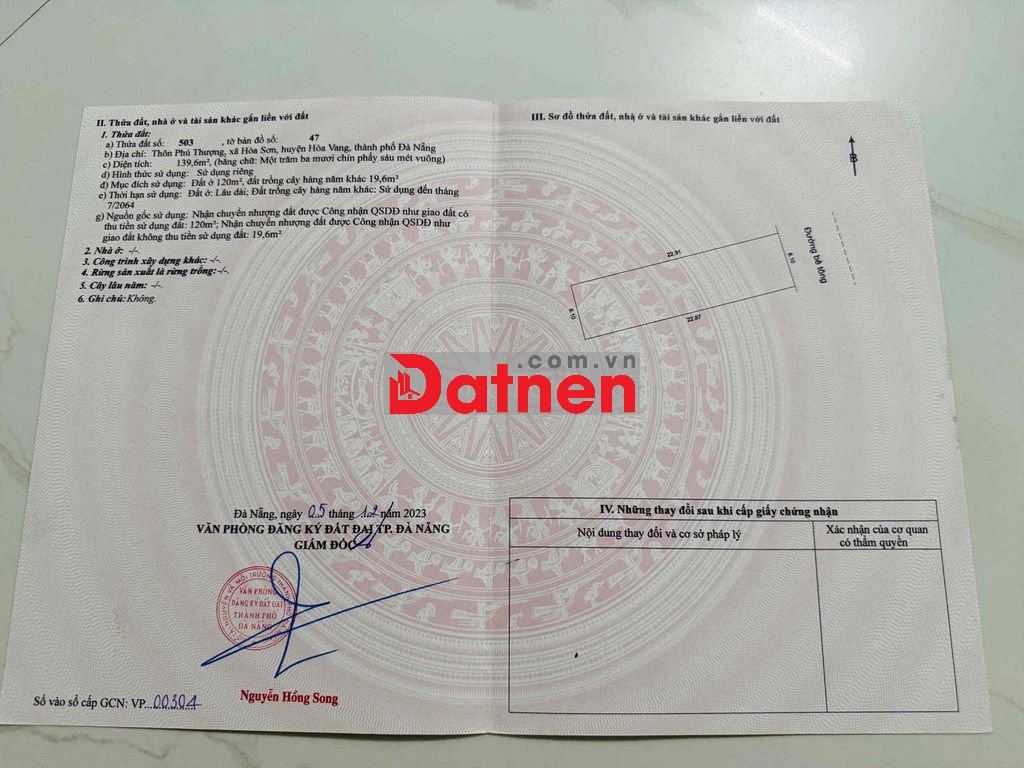 II. Thửa đất, nhà ở và tài sản khác gắn liền với đất
1. Thửa đất:
a) Thửa đất số: 503 , tờ bản đồ số: 47
b) Địa chỉ: Thôn Phú Thượng, xã Hòa Sơn, huyện Hòa Vang, thành phố Đà Nẵng
c) Diện tích: 139,6m², (bằng chữ: Một trăm ba mươi chín phẩy sáu mét vuông)
d) Hình thức sử dụng: Sử dụng riêng
đ) Mục đích sử dụng: Đất ở 120m², đất trồng cây hàng năm khác 19,6m²
e) Thời hạn sử dụng: Đất ở: Lâu dài; Đất trồng cây hàng năm khác: Sử dụng đến tháng
7/2064
g) Nguồn gốc sử dụng: Nhận chuyển nhượng đất được Công nhận QSDĐ như giao đất có
thu tiền sử dụng đất: 120m²; Nhận chuyển nhượng đất được Công nhận QSDĐ như
giao đất không thu tiền sử dụng đất: 19,6m²
2. Nhà ở: -/-.
3. Công trình xây dựng khác: -/-.
4. Rừng sản xuất là rừng trồng: -/-.
5. Cây lâu năm: -/-.
6. Ghi chú: Không.
Đà Nẵng, ngày 05 tháng 12 năm 2023
VĂN PHÒNG ĐĂNG KÝ ĐẤT ĐAI TP. ĐÀ NẴNG
GIÁM ĐỐC
VĂN PHÒNG
ĐĂNG KÝ ĐẤT ĐAI
THÀNH PHỐ
ĐÀ NẴNG
Nguyễn Hồng Song
Số vào sổ cấp GCN: VP...00304
III. Sơ đồ thửa đất, nhà ở và tài sản khác gắn liền với đất
B
22.91
6.10
Đường bê tông
6.10
22.87
.com.vn
Datnen
IV. Những thay đổi sau khi cấp giấy chứng nhận
Nội dung thay đổi và cơ sở pháp lý
Xác nhận của cơ quan
có thẩm quyền